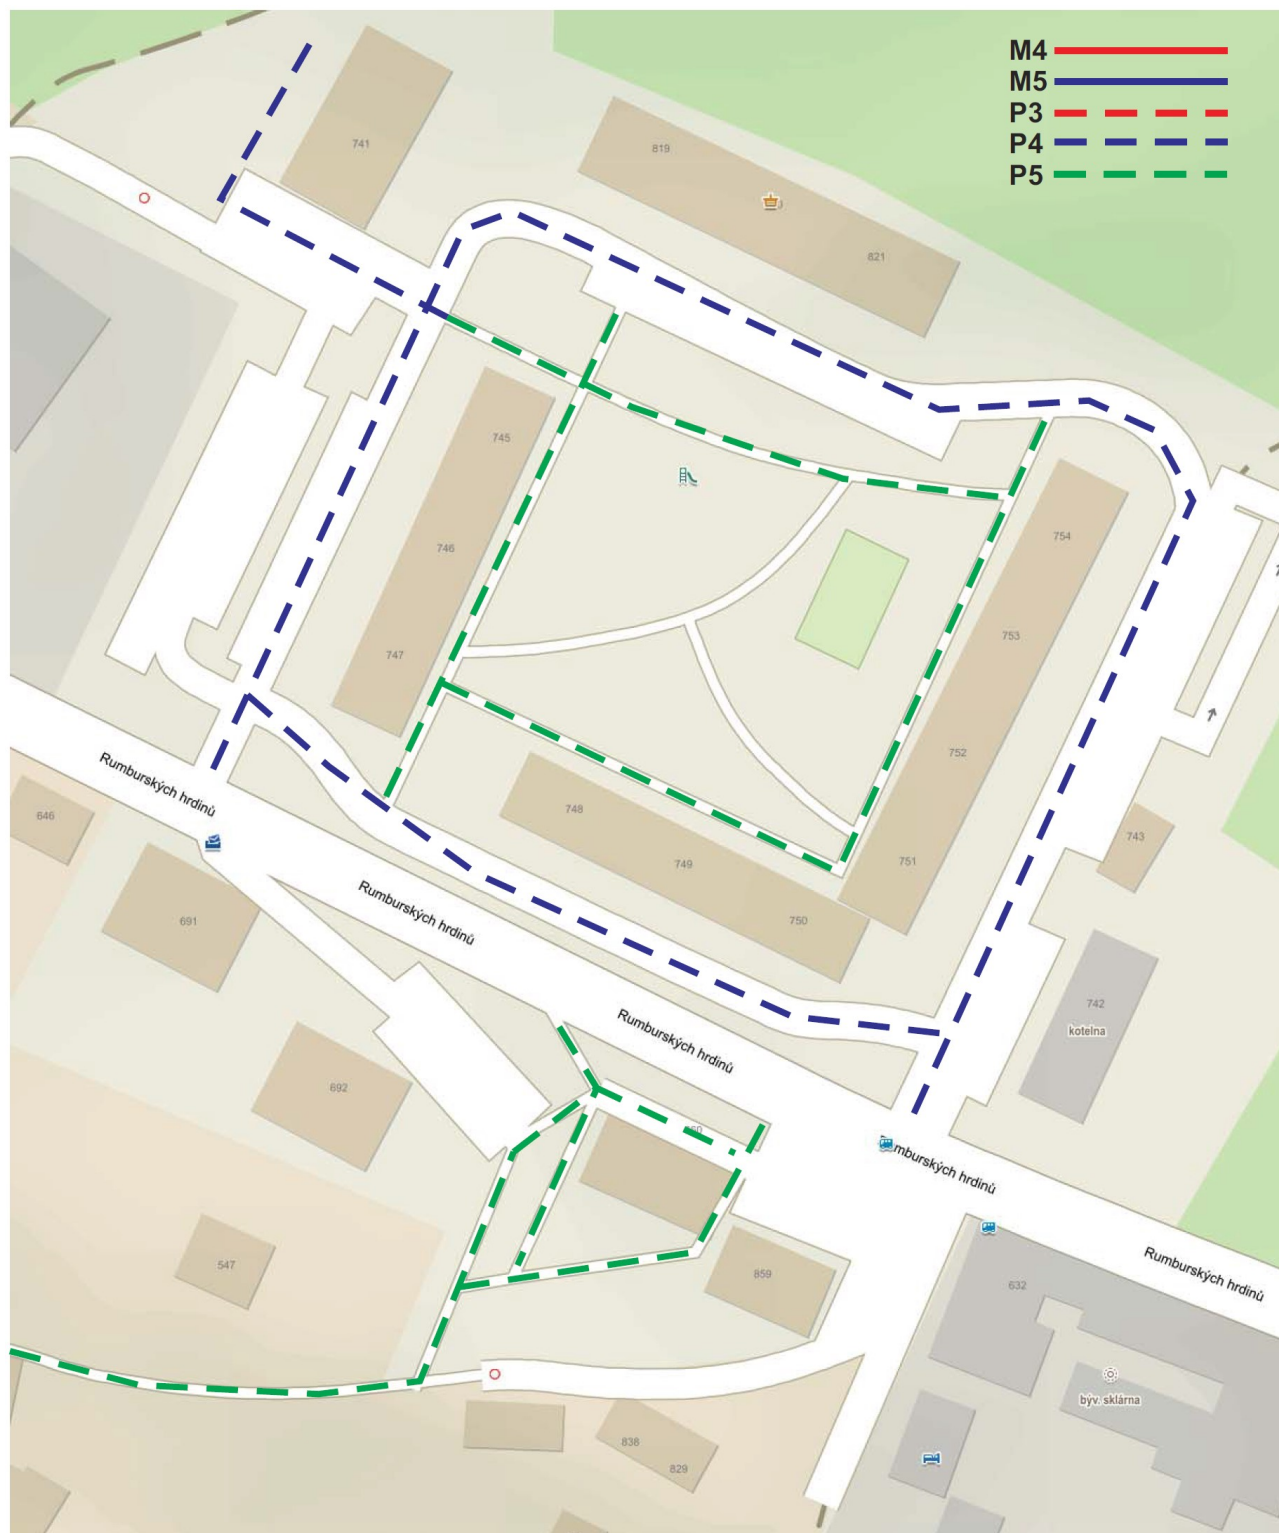 M4
M5
P3
P4
P5
741
819
821
745
746
747
754
753
752
751
748
749
750
743
742
kotelna
Rumburských hrdinů
646
691
Rumburských hrdinů
Rumburských hrdinů
692
mburských hrdinů
547
859
632
Rumburských hrdinů
býv. sklárna
838
829